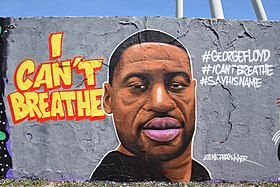 I
CAN'T
BREATHE
#GEORGEFLOYD
#ICANTBREATHE
#SAYHISNAME